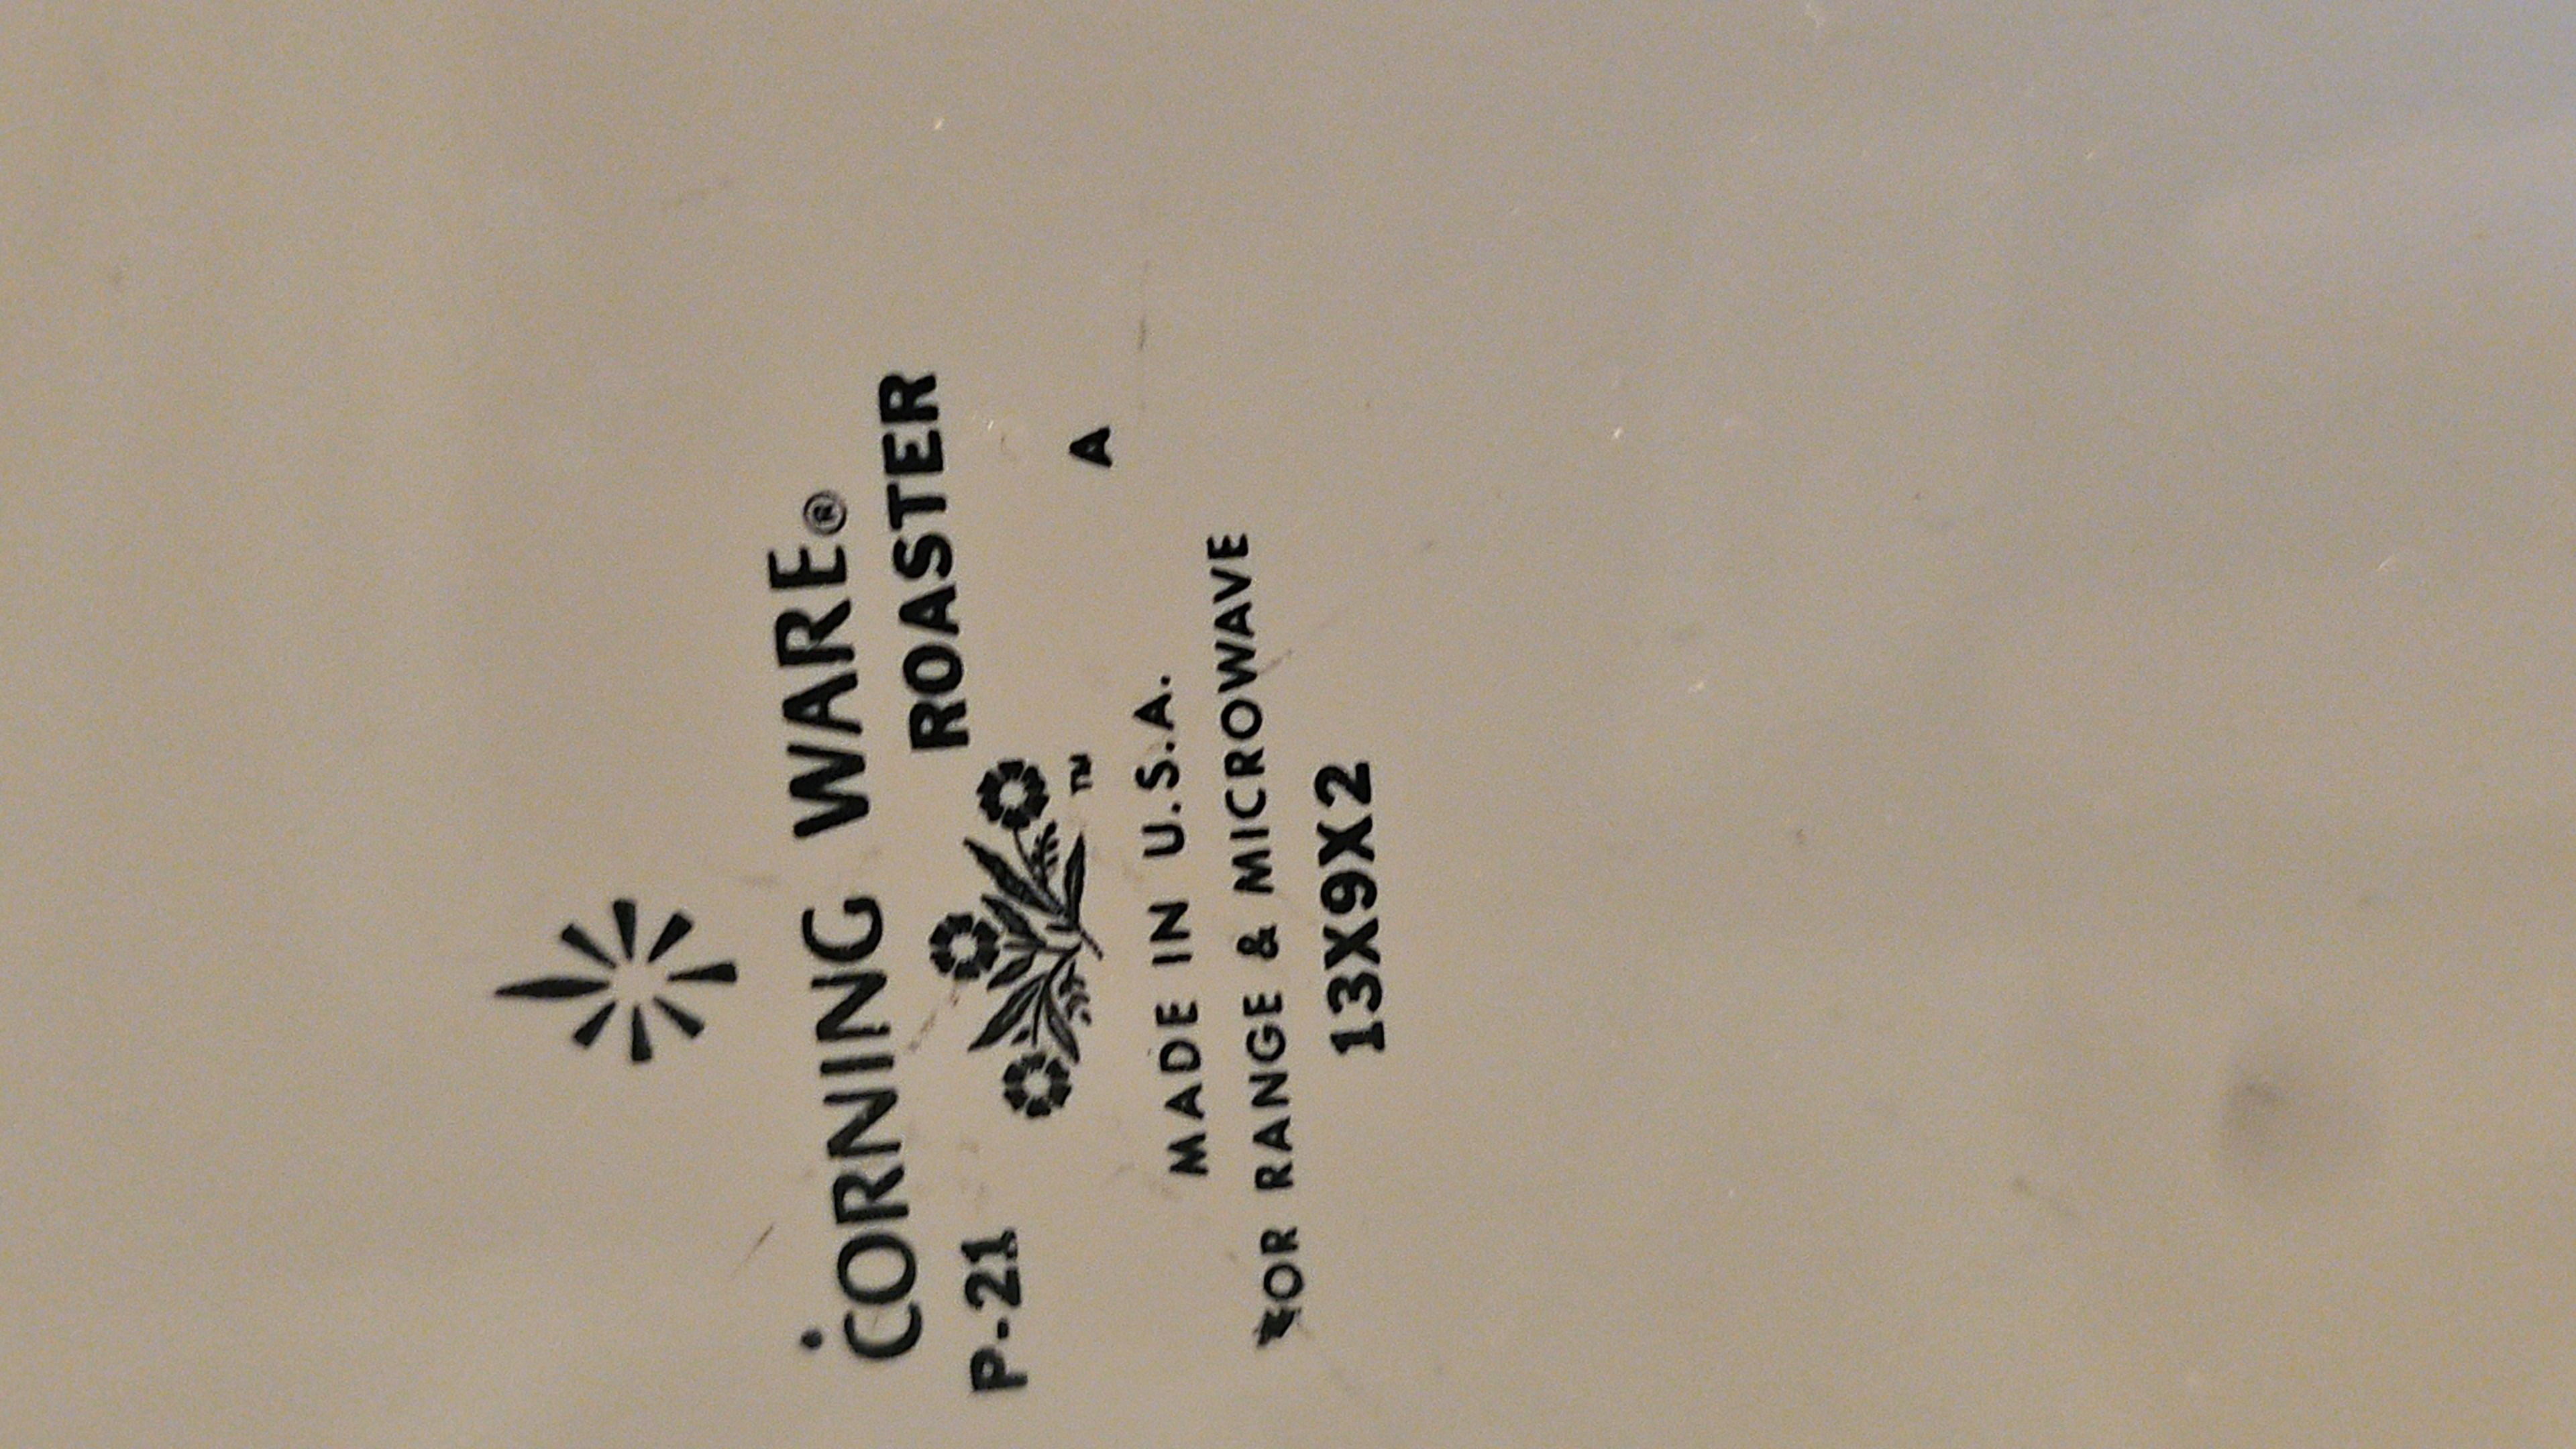 CORNING WARE®
P-21 ROASTER
TM
A
MADE IN U.S.A.
FOR RANGE & MICROWAVE
13X9X2